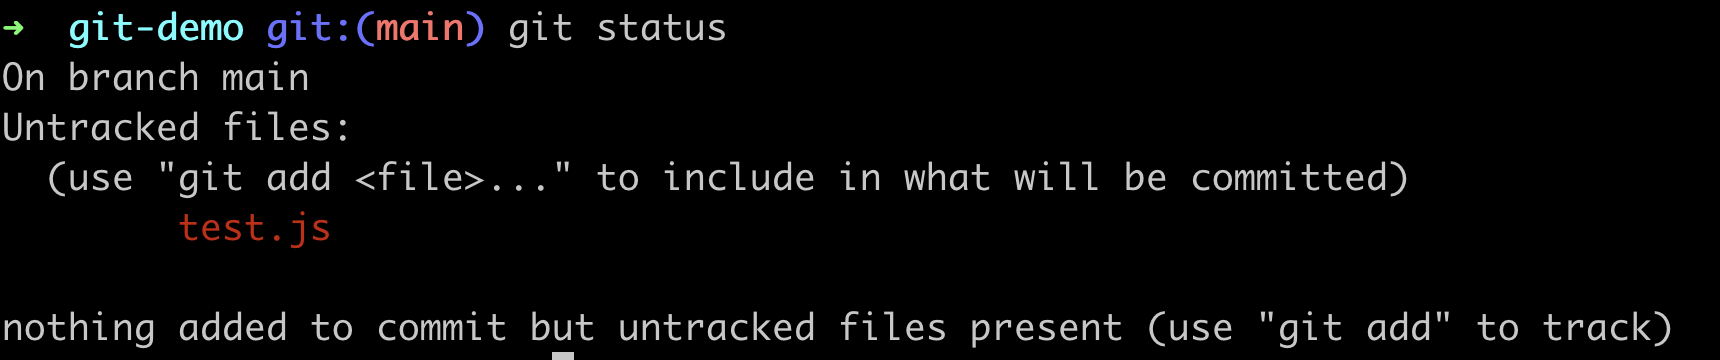 ➜  git-demo git:(main) git status
On branch main
Untracked files:
  (use "git add <file>..." to include in what will be committed)
        test.js

nothing added to commit but untracked files present (use "git add" to track)